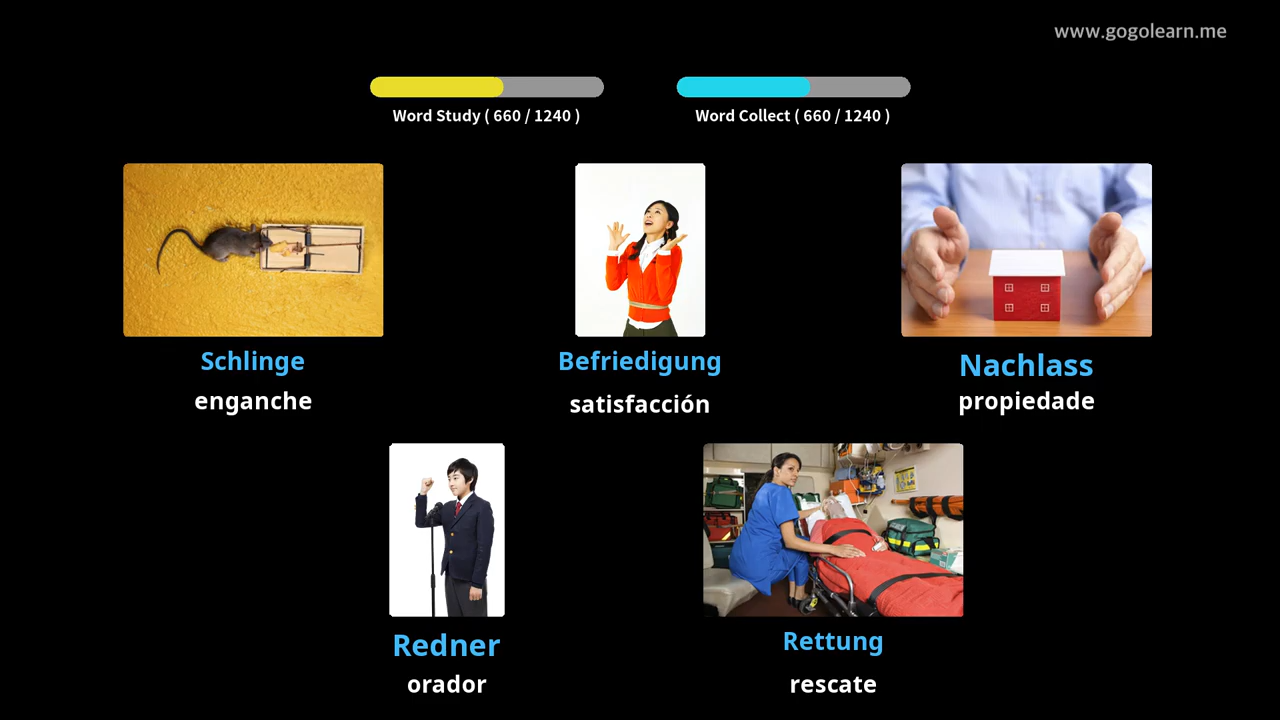 www.gogolearn.me
Word Study ( 660 / 1240 )
Word Collect ( 660 / 1240 )
Schlinge
enganche
Befriedigung
satisfacción
Nachlass
propiedade
Redner
orador
Rettung
rescate